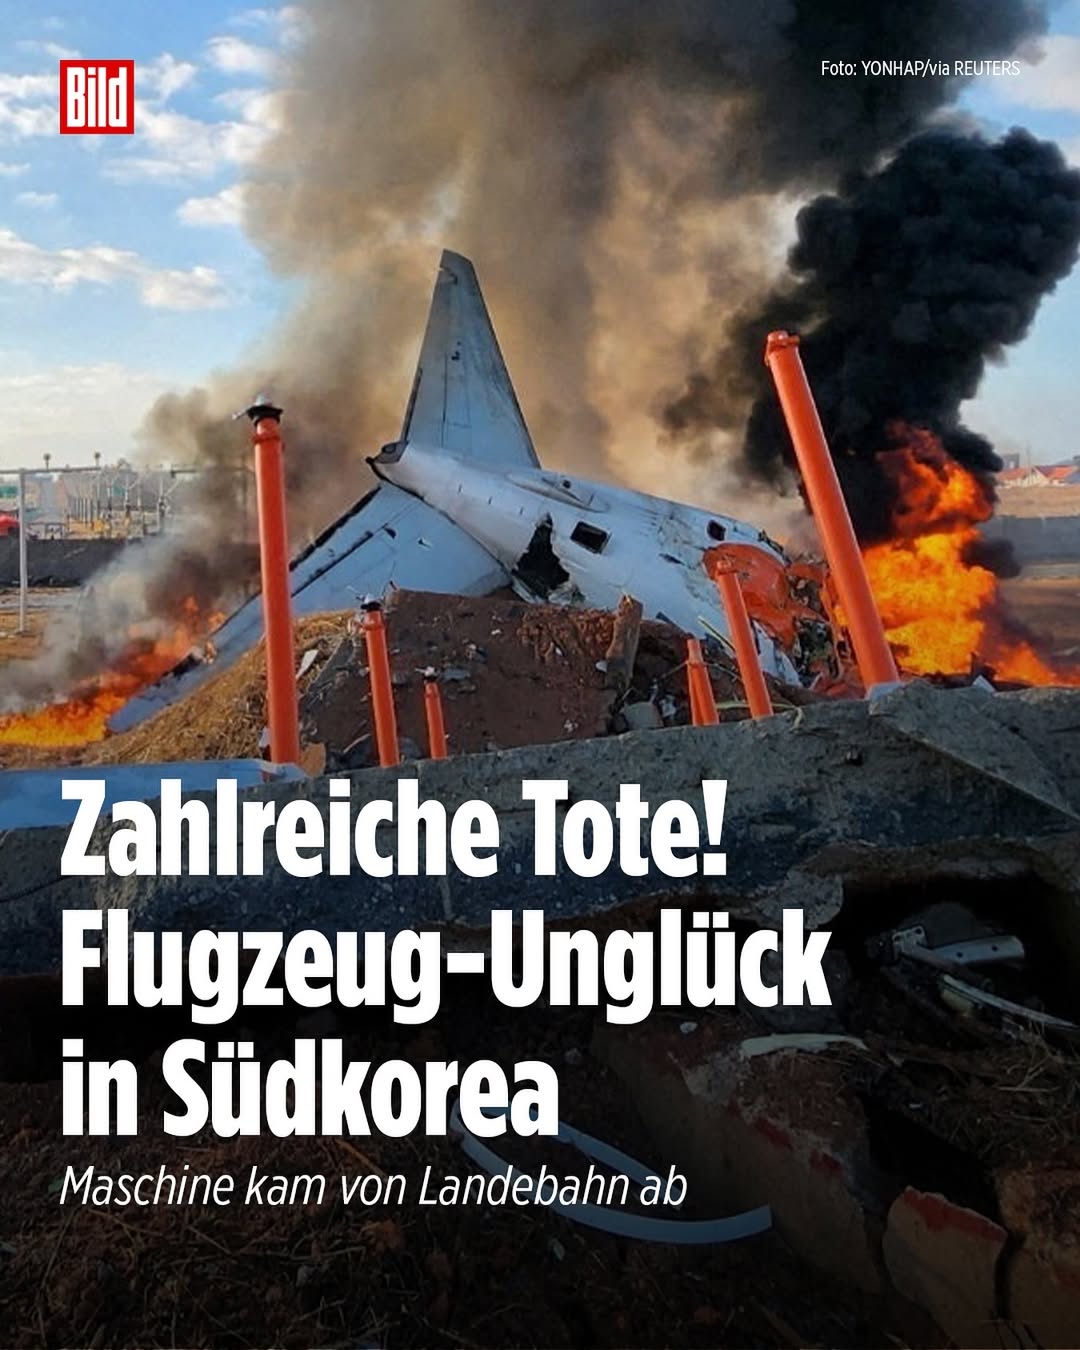 Bild
Foto: YONHAP/via REUTERS
Zahlreiche Tote!
Flugzeug-Unglück
in Südkorea
Maschine kam von Landebahn ab